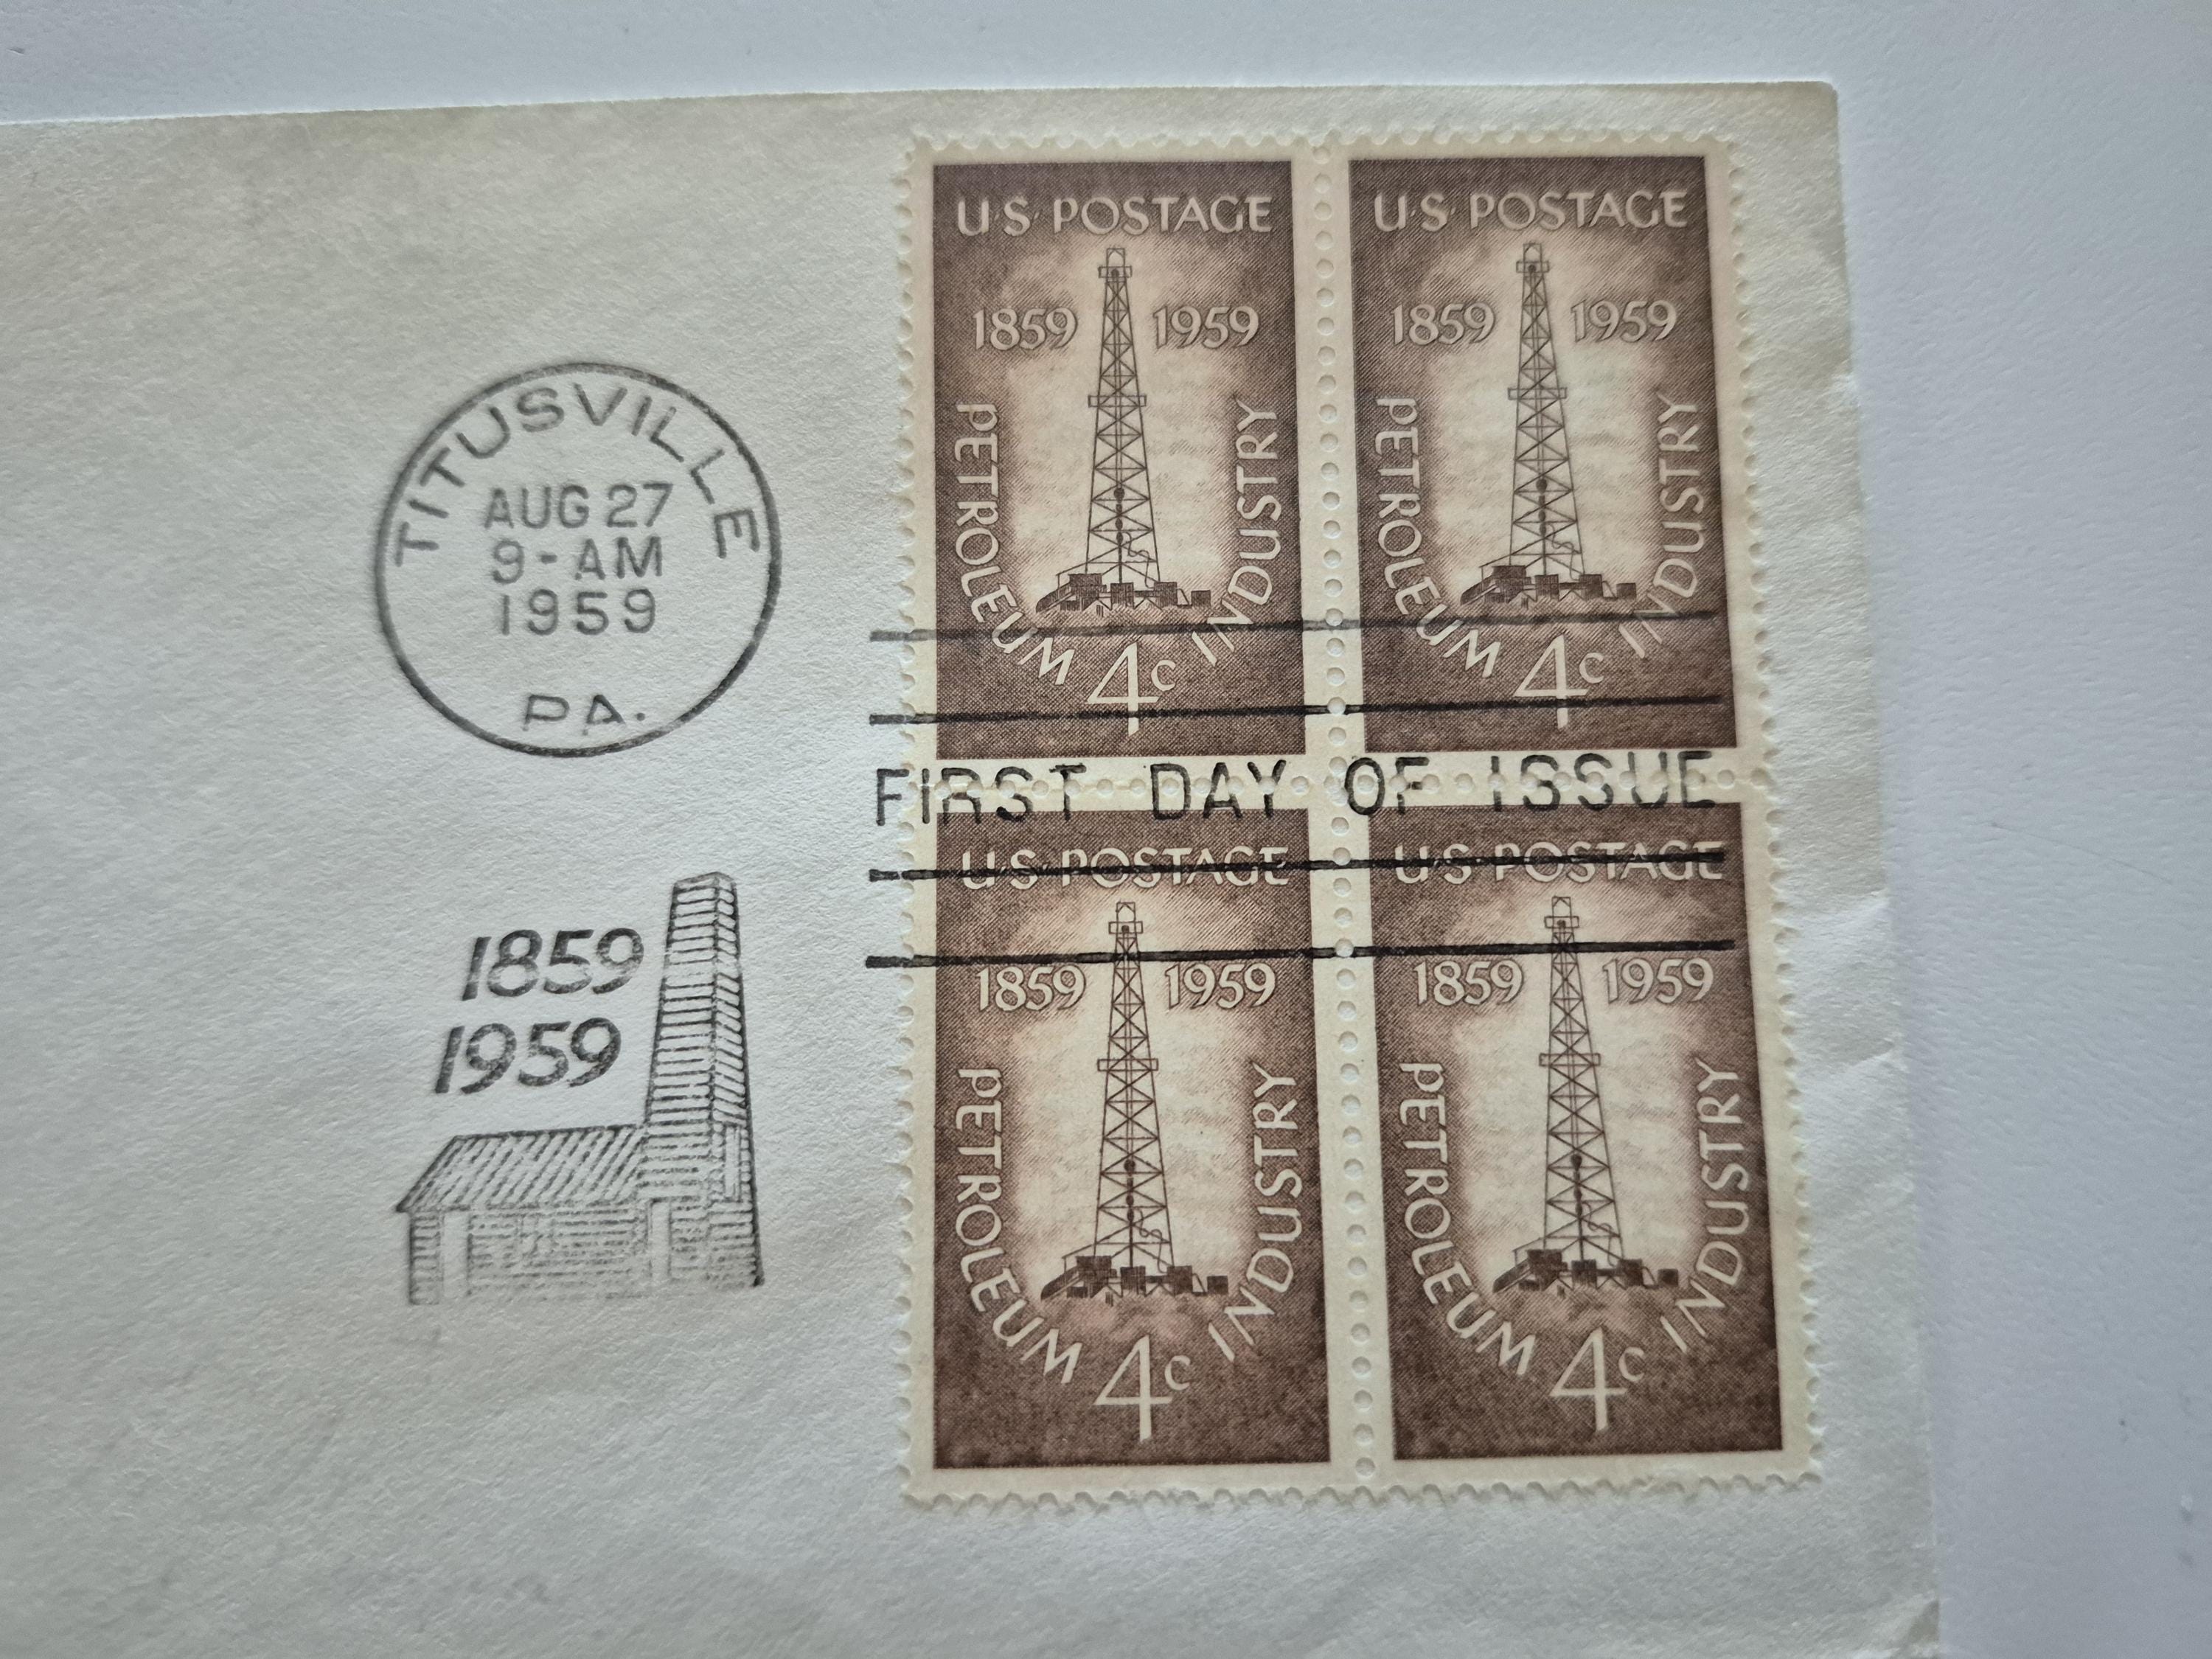 TITUSVILLE
AUG 27
9-AM
1959
PA.
1859
1959
U.S. POSTAGE
1859 1959
PETROLEUM INDUSTRY
4c
U.S. POSTAGE
1859 1959
PETROLEUM INDUSTRY
4c
FIRST DAY OF ISSUE
U.S. POSTAGE
1859 1959
PETROLEUM INDUSTRY
4c
U.S. POSTAGE
1859 1959
PETROLEUM INDUSTRY
4c